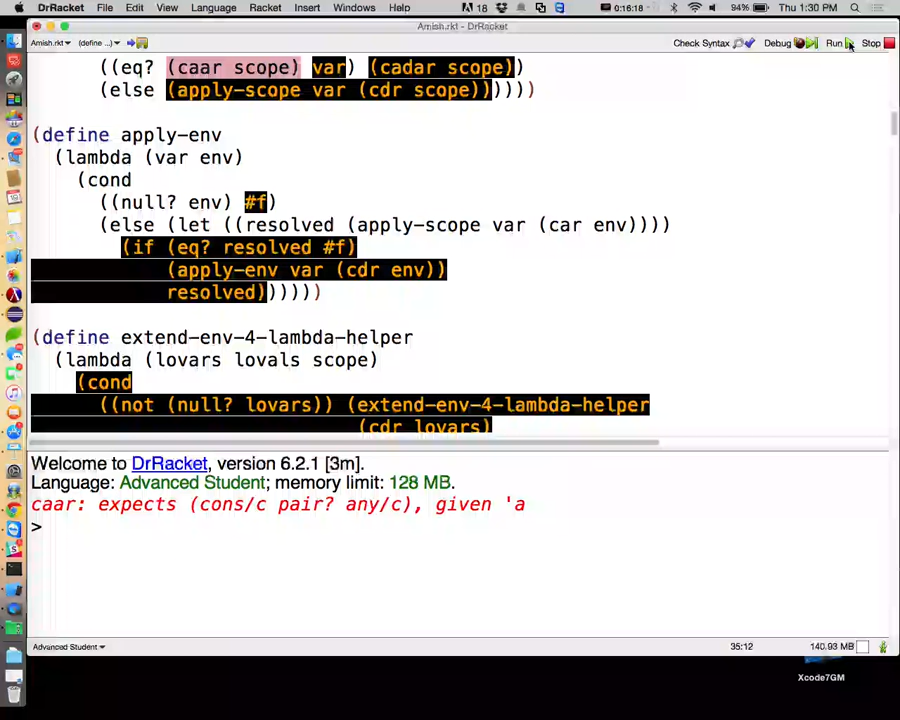 DrRacket File Edit View Language Racket Insert Windows Help 18 0:16:18 94% Thu 1:30 PM
Amish.rkt - DrRacket
Amish.rkt (define ...) Check Syntax Debug Run Stop
((eq? (caar scope) var) (cadar scope))
(else (apply-scope var (cdr scope)))))
(define apply-env
(lambda (var env)
(cond
((null? env) #f)
(else (let ((resolved (apply-scope var (car env))))
(if (eq? resolved #f)
(apply-env var (cdr env))
resolved)))))
(define extend-env-4-lambda-helper
(lambda (lovars lovals scope)
(cond
((not (null? lovars)) (extend-env-4-lambda-helper
(cdr lovars)
Welcome to DrRacket, version 6.2.1 [3m].
Language: Advanced Student; memory limit: 128 MB.
caar: expects (cons/c pair? any/c), given 'a
>
Advanced Student 35:12 140.93 MB
Xcode7GM